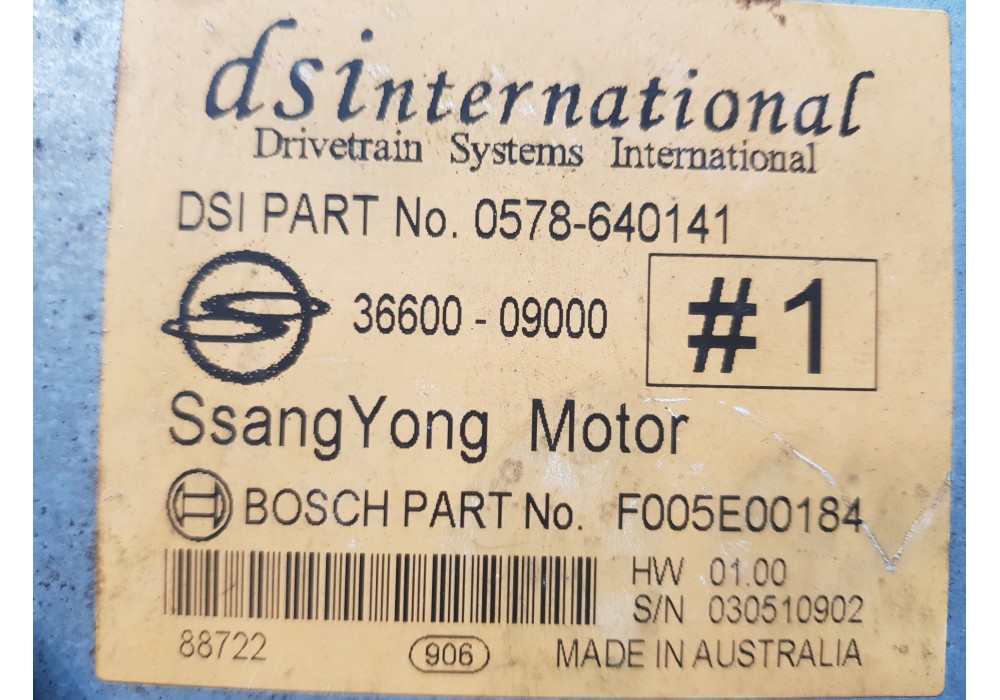 dsinternational
Drivetrain Systems International
DSI PART No. 0578-640141
36600 - 09000
#1
SsangYong Motor
BOSCH PART No. F005E00184
HW 01.00
S/N 030510902
88722
906
MADE IN AUSTRALIA